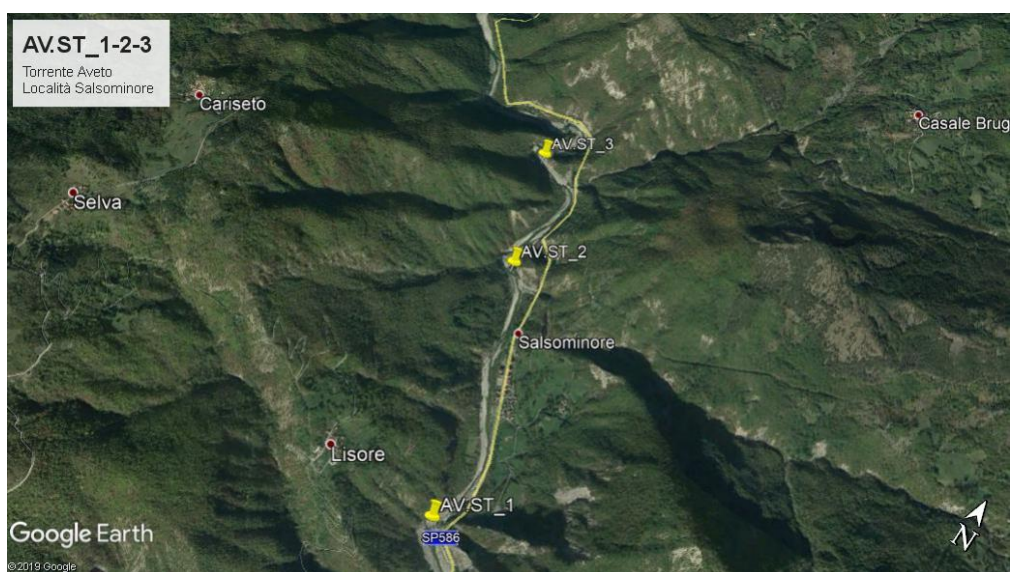 AV.ST_1-2-3
Torrente Aveto
Località Salsominore
Cariseto
Casale Brug
AV.ST_3
Selva
AV.ST_2
Salsominore
Lisore
AV.ST_1
SP586
Google Earth
N
©2019 Google